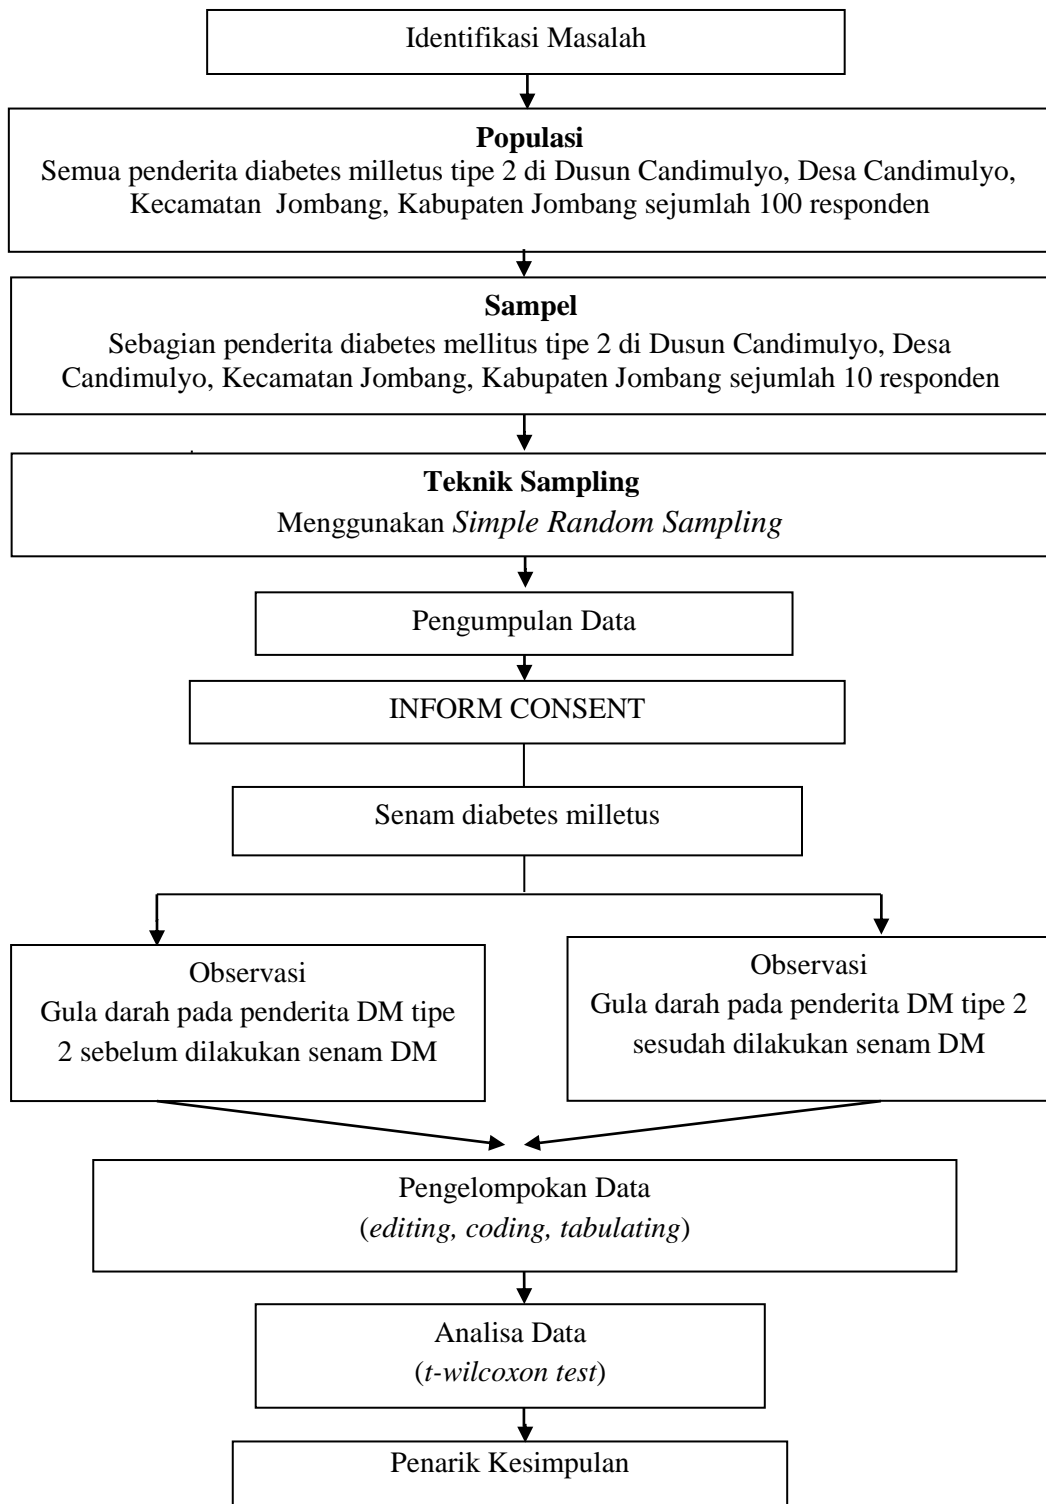 Identifikasi Masalah
Populasi
Semua penderita diabetes milletus tipe 2 di Dusun Candimulyo, Desa Candimulyo,
Kecamatan Jombang, Kabupaten Jombang sejumlah 100 responden
Sampel
Sebagian penderita diabetes mellitus tipe 2 di Dusun Candimulyo, Desa
Candimulyo, Kecamatan Jombang, Kabupaten Jombang sejumlah 10 responden
Teknik Sampling
Menggunakan Simple Random Sampling
Pengumpulan Data
INFORM CONSENT
Senam diabetes milletus
Observasi
Gula darah pada penderita DM tipe
2 sebelum dilakukan senam DM
Observasi
Gula darah pada penderita DM tipe 2
sesudah dilakukan senam DM
Pengelompokan Data
(editing, coding, tabulating)
Analisa Data
(t-wilcoxon test)
Penarik Kesimpulan